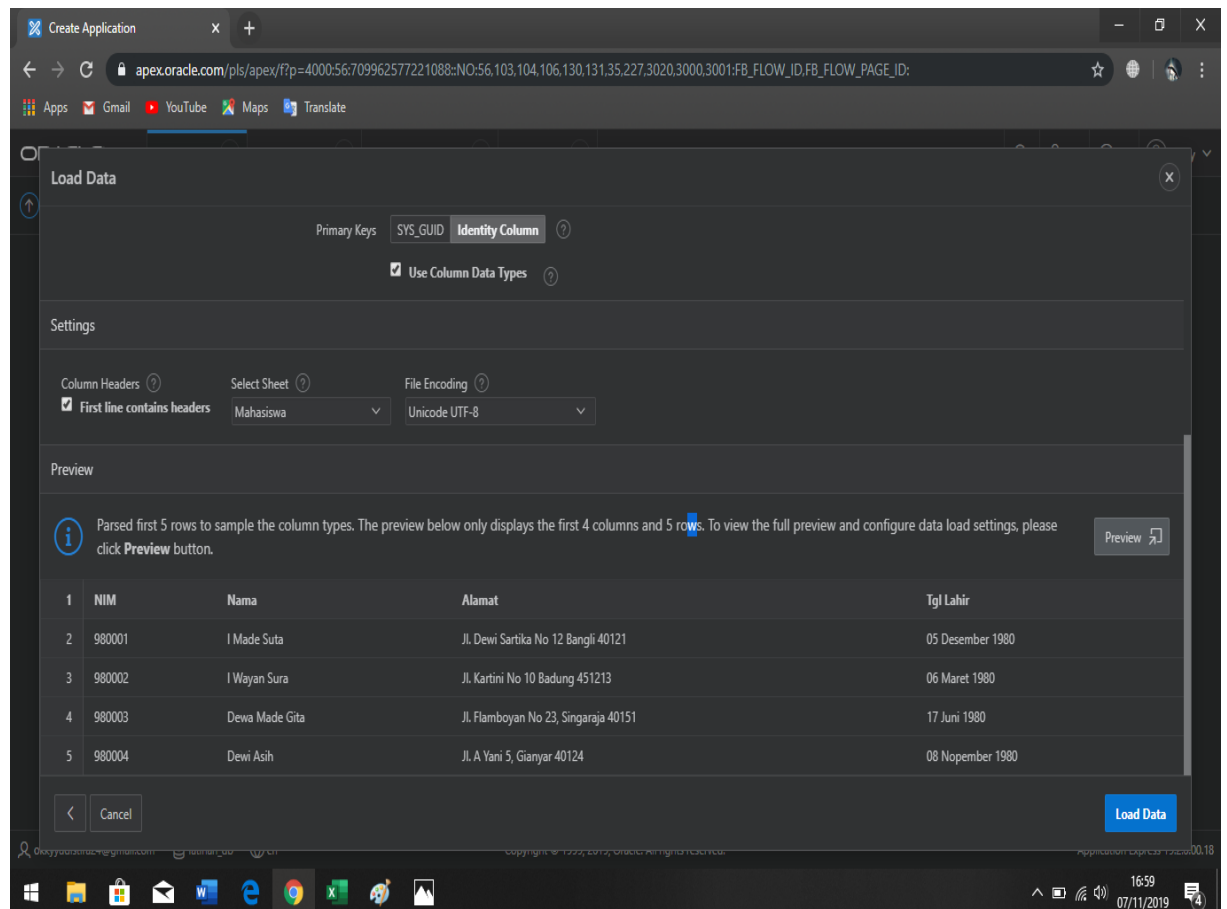 Create Application
apex.oracle.com/pls/apex/f?p=4000:56:709962577221088::NO:56,103,104,106,130,131,35,227,3020,3000,3001:FB_FLOW_ID,FB_FLOW_PAGE_ID:
Apps Gmail YouTube Maps Translate
Load Data
Primary Keys SYS_GUID Identity Column ?
Use Column Data Types ?
Settings
Column Headers ? Select Sheet ? File Encoding ?
First line contains headers Mahasiswa Unicode UTF-8
Preview
Parsed first 5 rows to sample the column types. The preview below only displays the first 4 columns and 5 rows. To view the full preview and configure data load settings, please
click Preview button.
Preview
1 NIM Nama Alamat Tgl Lahir
2 980001 I Made Suta Jl. Dewi Sartika No 12 Bangli 40121 05 Desember 1980
3 980002 I Wayan Sura Jl. Kartini No 10 Badung 451213 06 Maret 1980
4 980003 Dewa Made Gita Jl. Flamboyan No 23, Singaraja 40151 17 Juni 1980
5 980004 Dewi Asih Jl. A Yani 5, Gianyar 40124 08 Nopember 1980
Cancel Load Data
16:59
07/11/2019